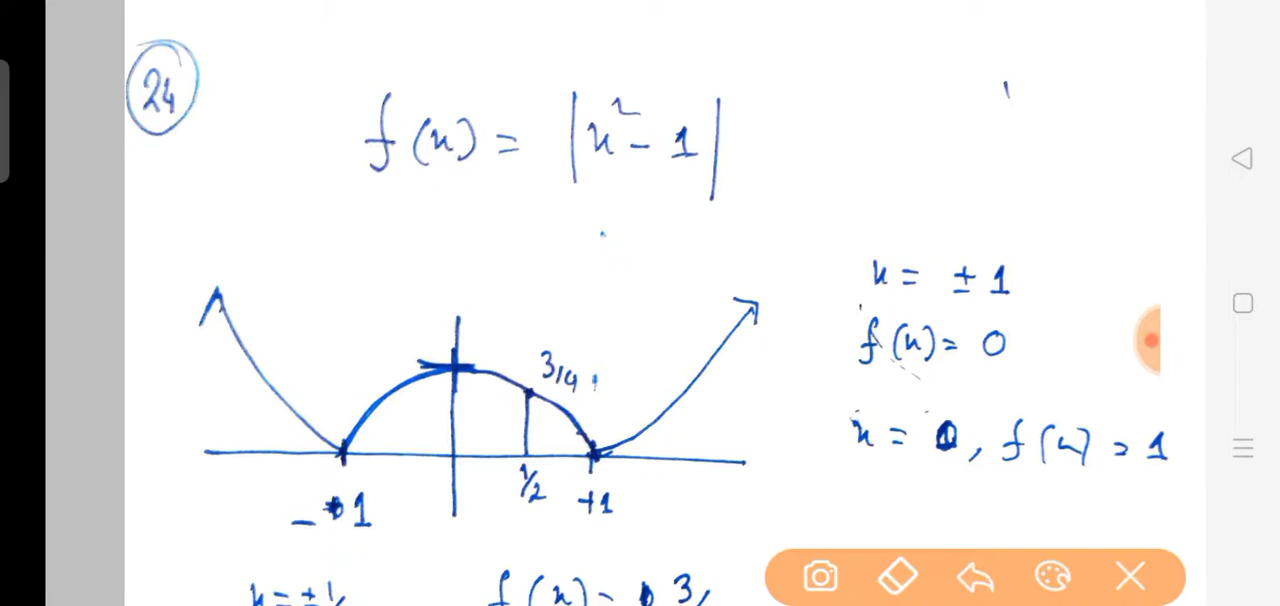 24
f(x) = |x² - 1|
x = ± 1
f(x) = 0
3/4
x = 0, f(x) = 1
1/2
-1
+1